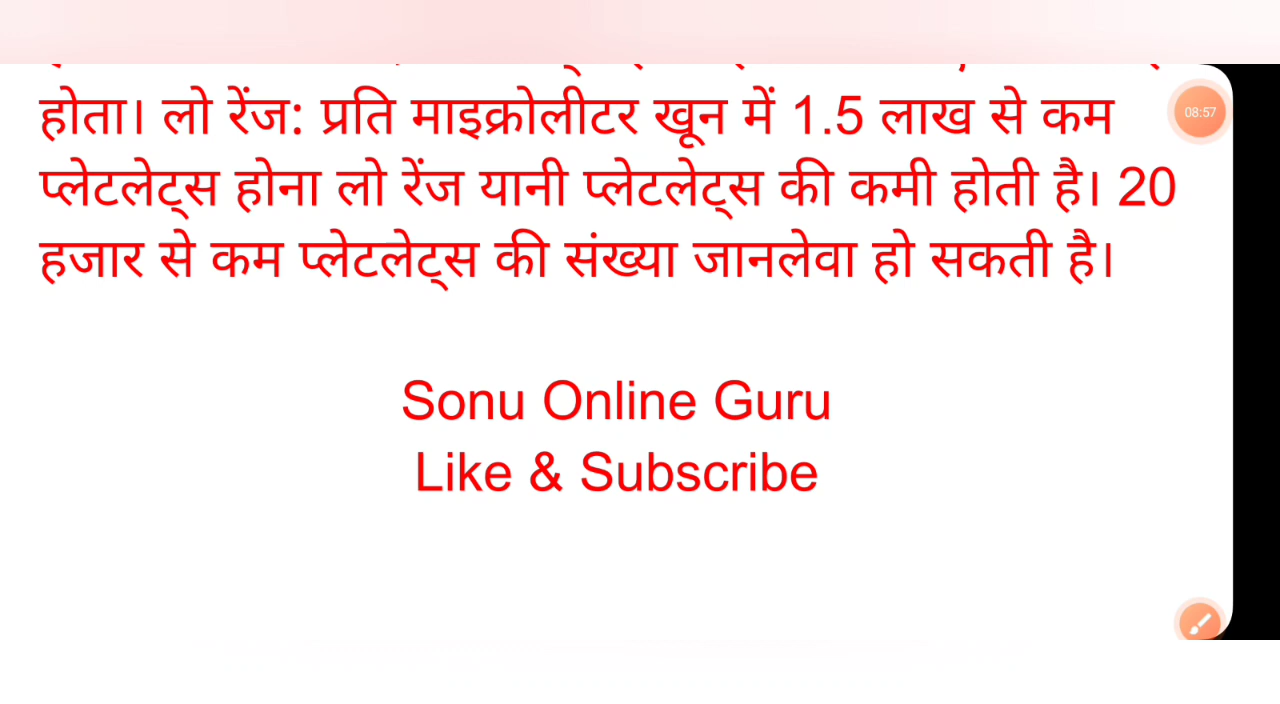 होता। लो रेंज: प्रति माइक्रोलीटर खून में 1.5 लाख से कम
08:57
प्लेटलेट्स होना लो रेंज यानी प्लेटलेट्स की कमी होती है। 20
हजार से कम प्लेटलेट्स की संख्या जानलेवा हो सकती है।
Sonu Online Guru
Like & Subscribe